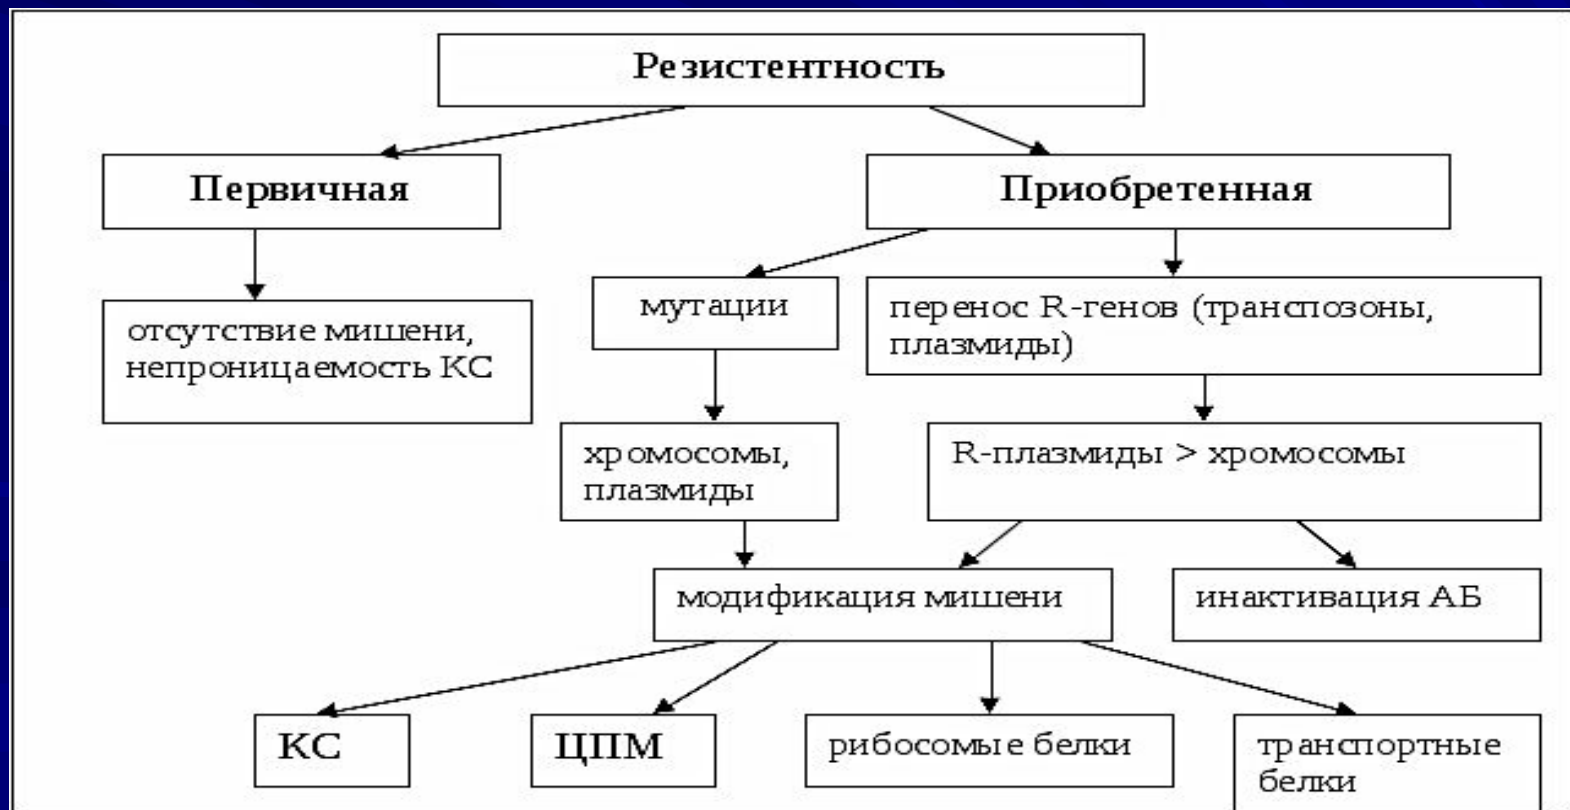 Резистентность
Первичная
Приобретенная
мутации
перенос R-генов (транспозоны,
плазмиды)
отсутствие мишени,
непроницаемость КС
хромосомы,
плазмиды
R-плазмиды > хромосомы
модификация мишени
инактивация АБ
КС
ЦПМ
рибосомые белки
транспортные
белки